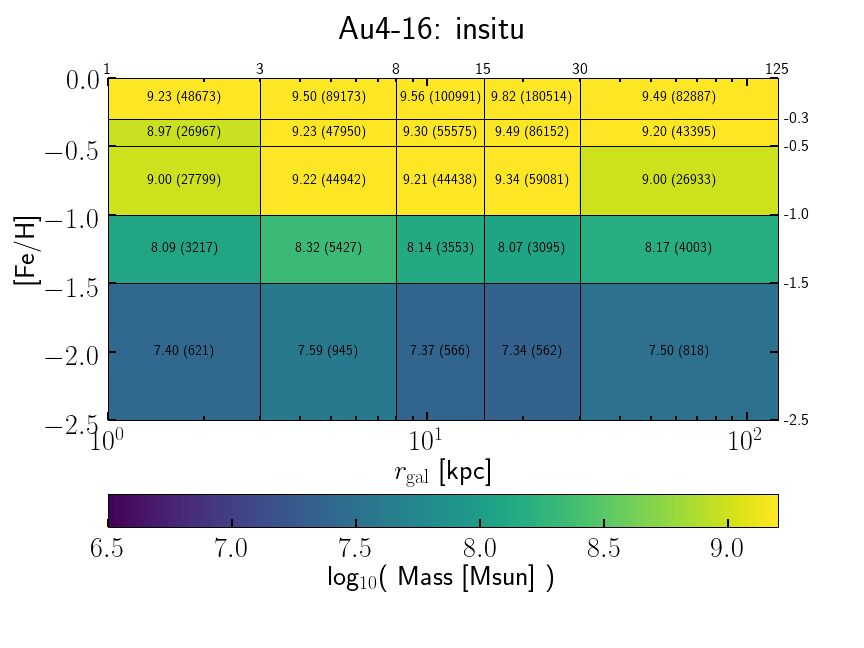 Au4-16: insitu
1 3 8 15 30 125
0.0 9.23 (48673) 9.50 (89173) 9.56 (100991) 9.82 (180514) 9.49 (82887)
-0.3
8.97 (26967) 9.23 (47950) 9.30 (55575) 9.49 (86152) 9.20 (43395)
−0.5 -0.5
9.00 (27799) 9.22 (44942) 9.21 (44438) 9.34 (59081) 9.00 (26933)
−1.0 -1.0
[Fe/H]
8.09 (3217) 8.32 (5427) 8.14 (3553) 8.07 (3095) 8.17 (4003)
−1.5 -1.5
7.40 (621) 7.59 (945) 7.37 (566) 7.34 (562) 7.50 (818)
−2.0
−2.5 -2.5
10⁰ 10¹ 10²
r_gal [kpc]
6.5 7.0 7.5 8.0 8.5 9.0
log₁₀( Mass [Msun] )